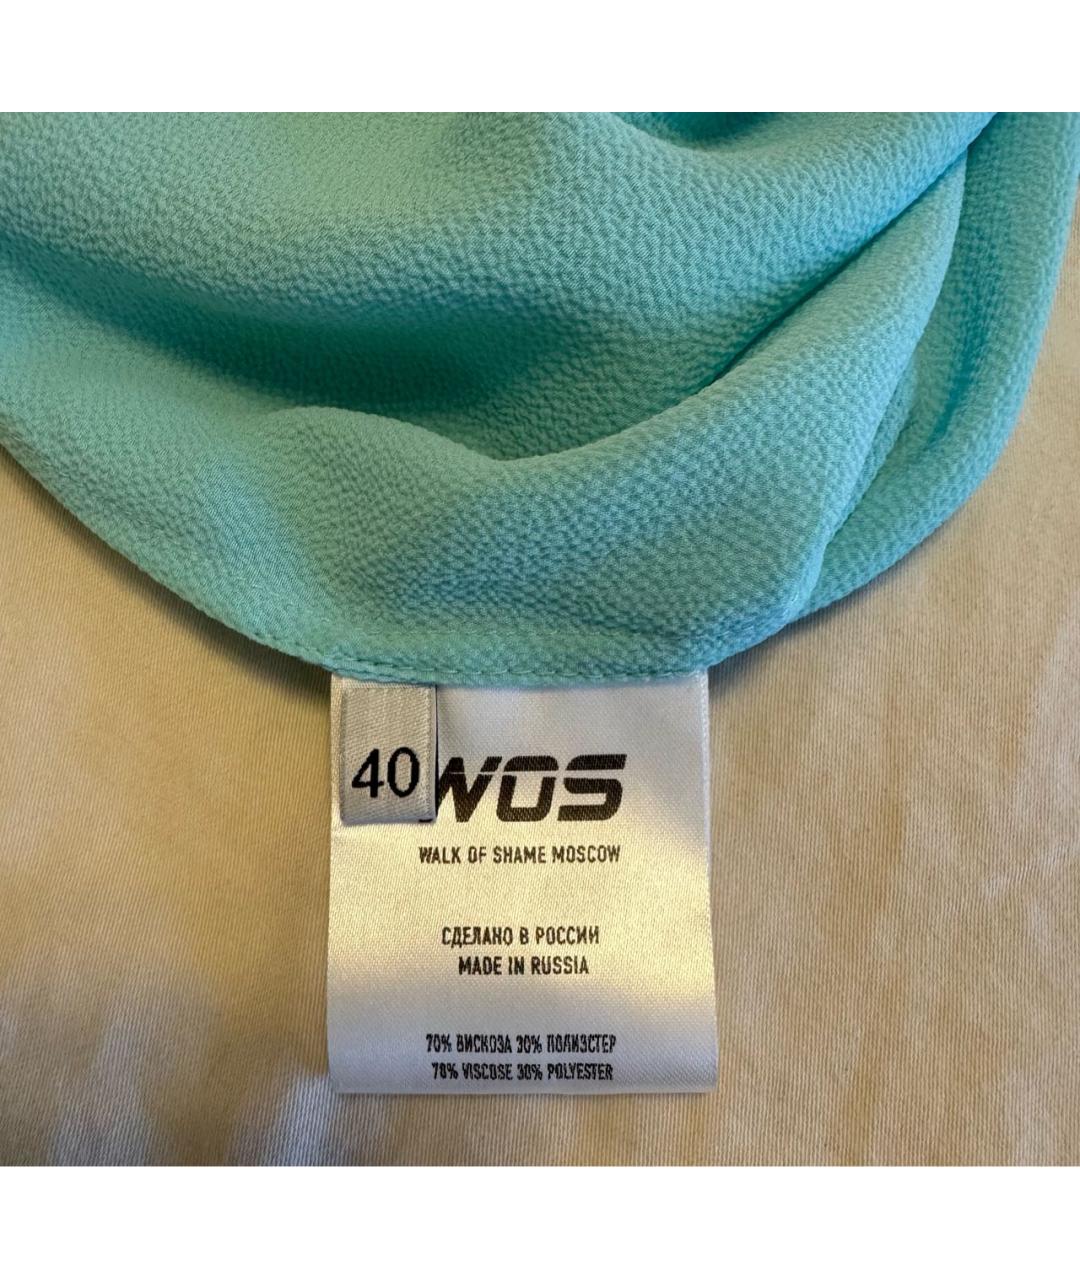 40
WOS
WALK OF SHAME MOSCOW
СДЕЛАНО В РОССИИ
MADE IN RUSSIA
70% ВИСКОЗА 30% ПОЛИЭСТЕР
70% VISCOSE 30% POLYESTER